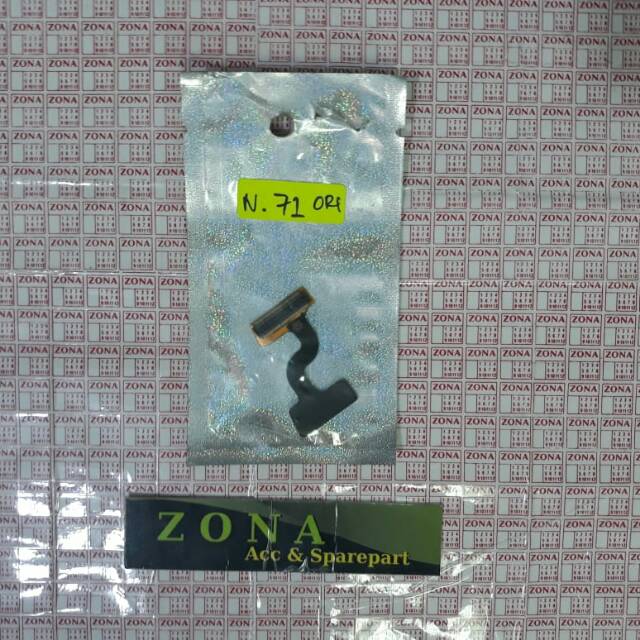 N. 71 ORI
ZONA
Acc & Sparepart